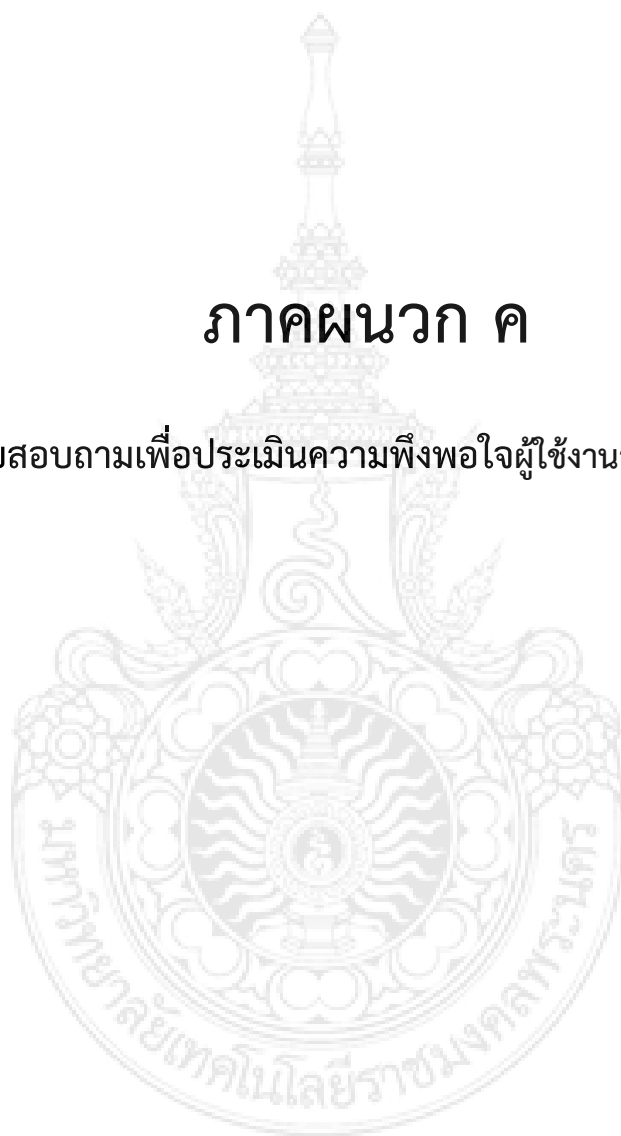 ภาคผนวก ค
สอบถามเพื่อประเมินความพึงพอใจผู้ใช้งาน
มหาวิทยาลัยเทคโนโลยีราชมงคลพระนคร